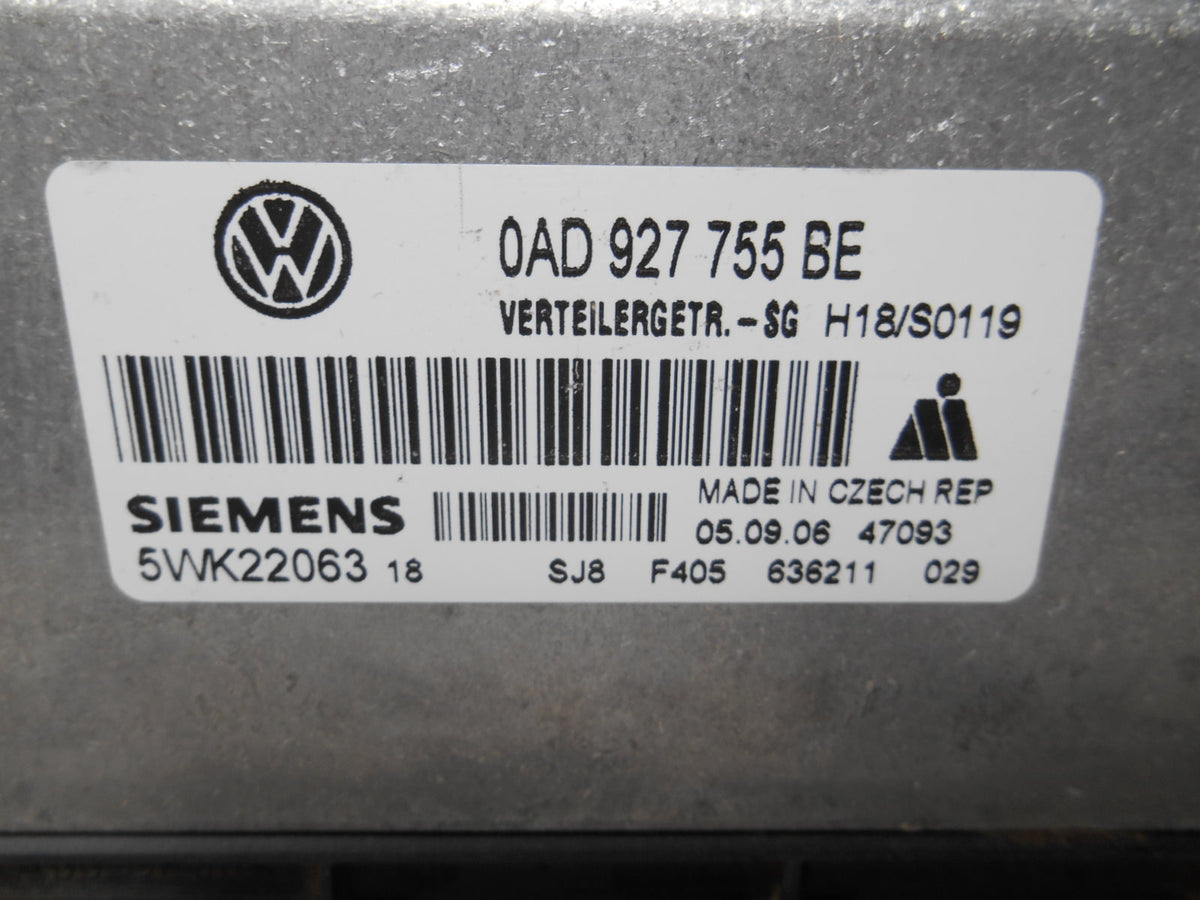 0AD 927 755 BE
VERTEILERGETR.-SG H18/S0119
SIEMENS
MADE IN CZECH REP
05.09.06 47093
5WK22063 18 SJ8 F405 636211 029